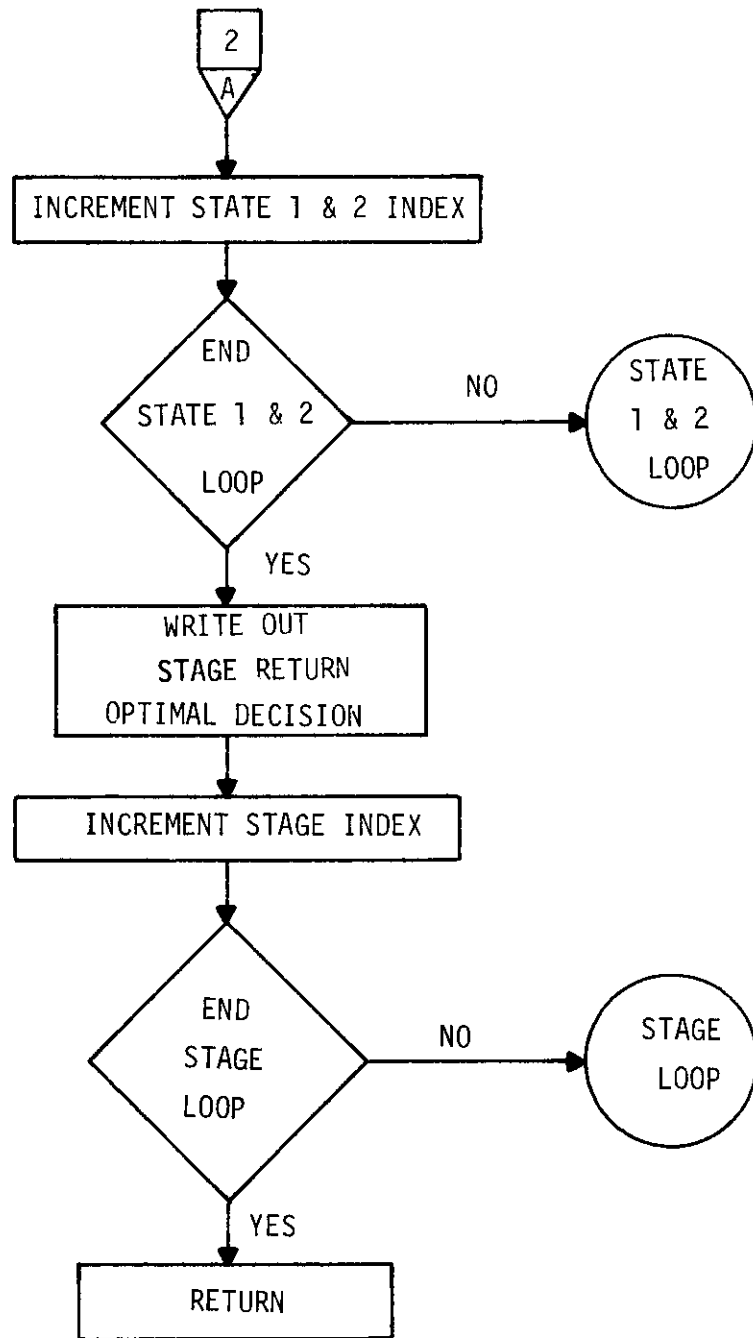 2
A
INCREMENT STATE 1 & 2 INDEX
END
STATE 1 & 2
LOOP
NO
STATE
1 & 2
LOOP
YES
WRITE OUT
STAGE RETURN
OPTIMAL DECISION
INCREMENT STAGE INDEX
END
STAGE
LOOP
NO
STAGE
LOOP
YES
RETURN